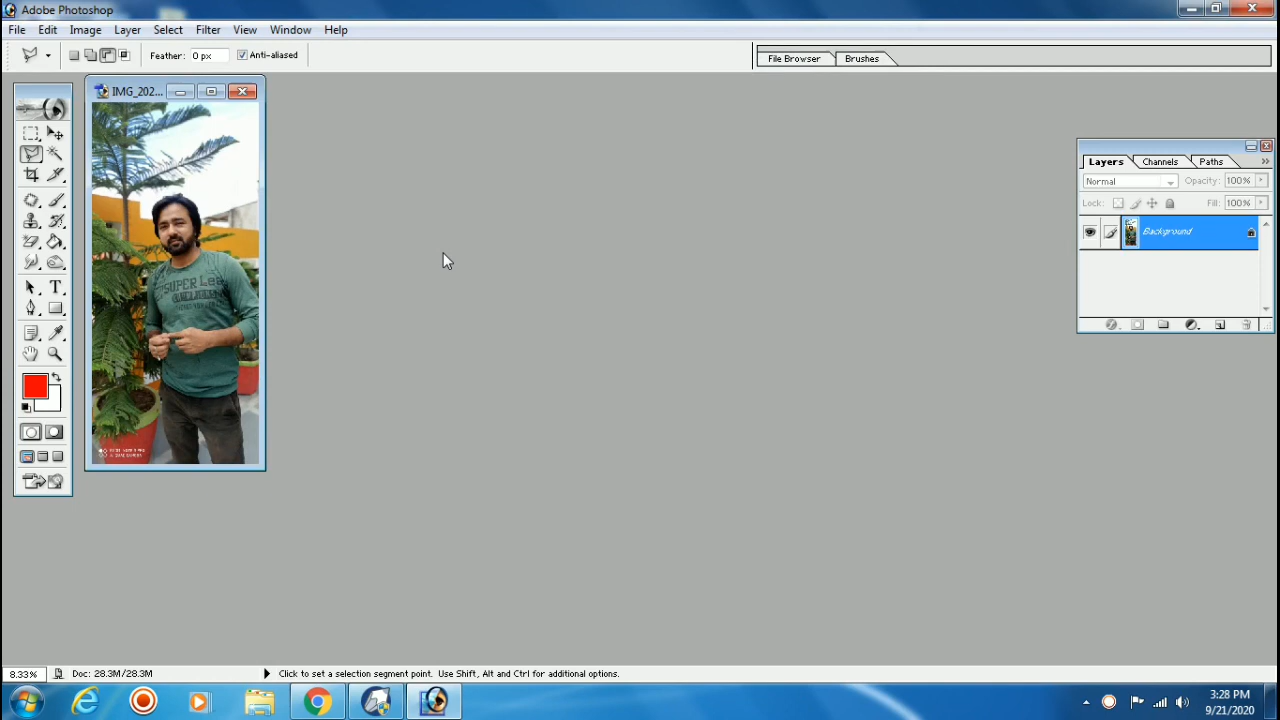 Adobe Photoshop
File Edit Image Layer Select Filter View Window Help
Feather: 0 px Anti-aliased File Browser Brushes
IMG_202...
Layers Channels Paths
Normal Opacity: 100%
Lock: Fill: 100%
Background
SUPER
8.33% Doc: 28.3M/28.3M Click to set a selection segment point. Use Shift, Alt and Ctrl for additional options.
3:28 PM
9/21/2020